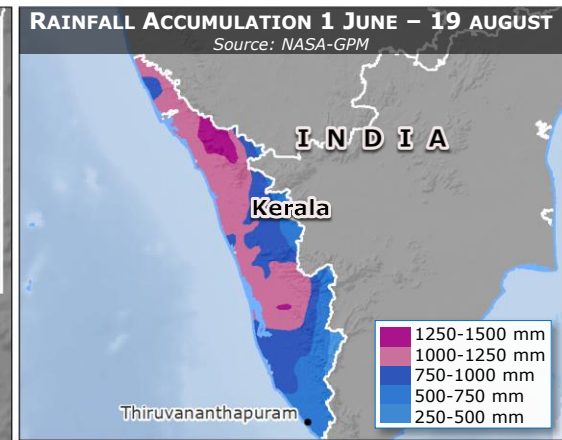 RAINFALL ACCUMULATION 1 JUNE – 19 AUGUST
Source: NASA-GPM
INDIA
Kerala
1250-1500 mm
1000-1250 mm
750-1000 mm
500-750 mm
250-500 mm
Thiruvananthapuram